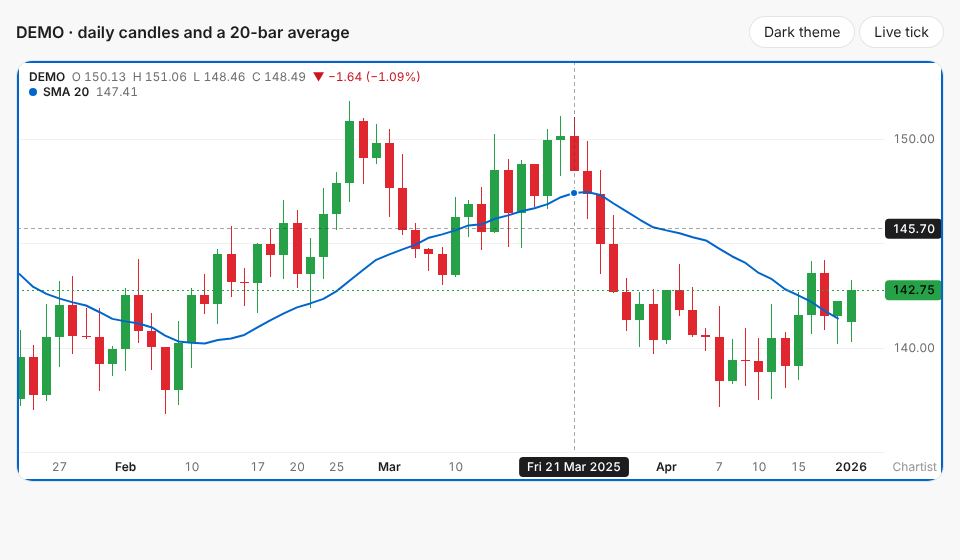 DEMO · daily candles and a 20-bar average
Dark theme
Live tick
DEMO O 150.13 H 151.06 L 148.46 C 148.49 ▼ −1.64 (−1.09%)
SMA 20 147.41
150.00
145.70
142.75
140.00
27 Feb 10 17 20 25 Mar 10 Fri 21 Mar 2025 Apr 7 10 15 2026 Chartist